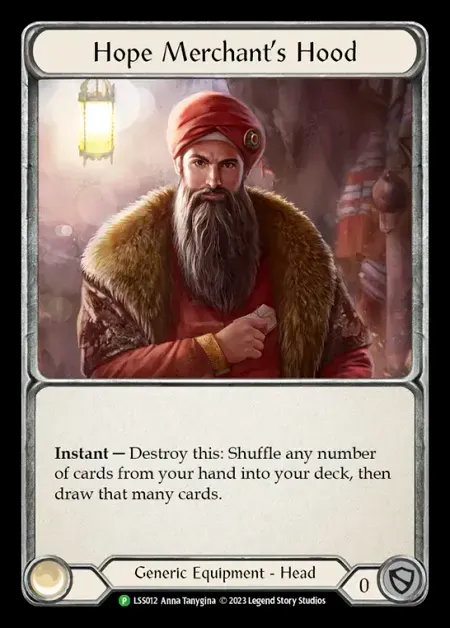 Hope Merchant's Hood
Instant — Destroy this: Shuffle any number
of cards from your hand into your deck, then
draw that many cards.
Generic Equipment - Head
0
P LSS012 Anna Tanygina © 2023 Legend Story Studios